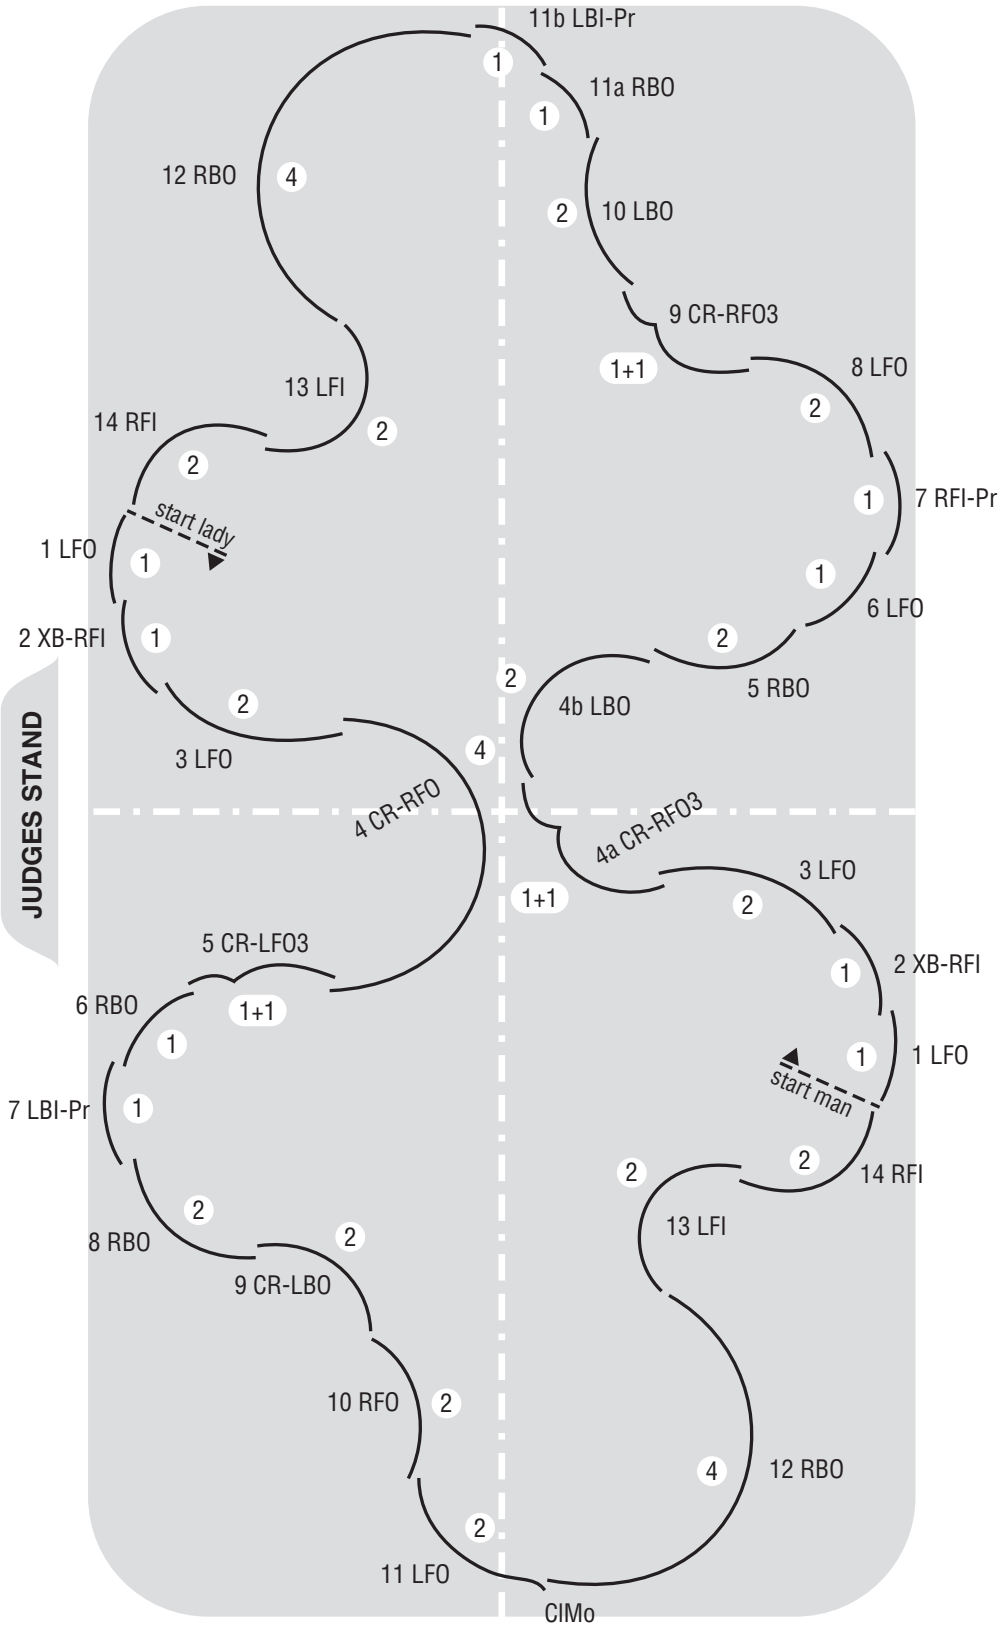 11b LBI-Pr
1
11a RBO
1
12 RBO
4
2
10 LBO
9 CR-RFO3
1+1
8 LFO
13 LFI
2
14 RFI
2
2
7 RFI-Pr
1
start lady
1 LFO
1
1
6 LFO
2 XB-RFI
1
2
2
5 RBO
4b LBO
2
3 LFO
4
4 CR-RFO
JUDGES STAND
4a CR-RFO3
3 LFO
1+1
2
5 CR-LFO3
2 XB-RFI
1
6 RBO
1+1
1
1 LFO
1
start man
7 LBI-Pr
1
2
14 RFI
2
2
13 LFI
8 RBO
2
9 CR-LBO
10 RFO
2
4
12 RBO
2
11 LFO
ClMo